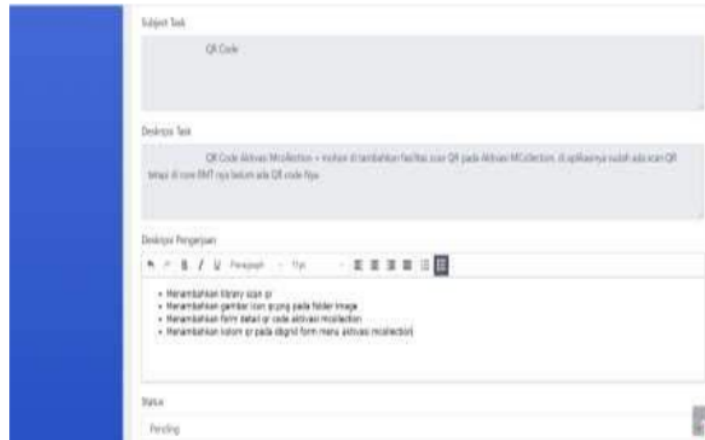 Subject Task
QR Code
Deskripsi Task
QR Code Aktivasi Mcollection + mohon di tambahkan fasilitas scan QR pada Aktivasi MCollection, di aplikasinya sudah ada scan QR
tetapi di core RMT nya belum ada QR code Nya
Deskripsi Pengerjaan
B I U Paragraph 11pt
• Menambahkan library scan qr
• Menambahkan gambar icon qr.png pada folder image
• Menambahkan form detail qr code aktivasi mcollection
• Menambahkan kolom qr pada dbgrid form menu aktivasi mcollection
Status
Pending